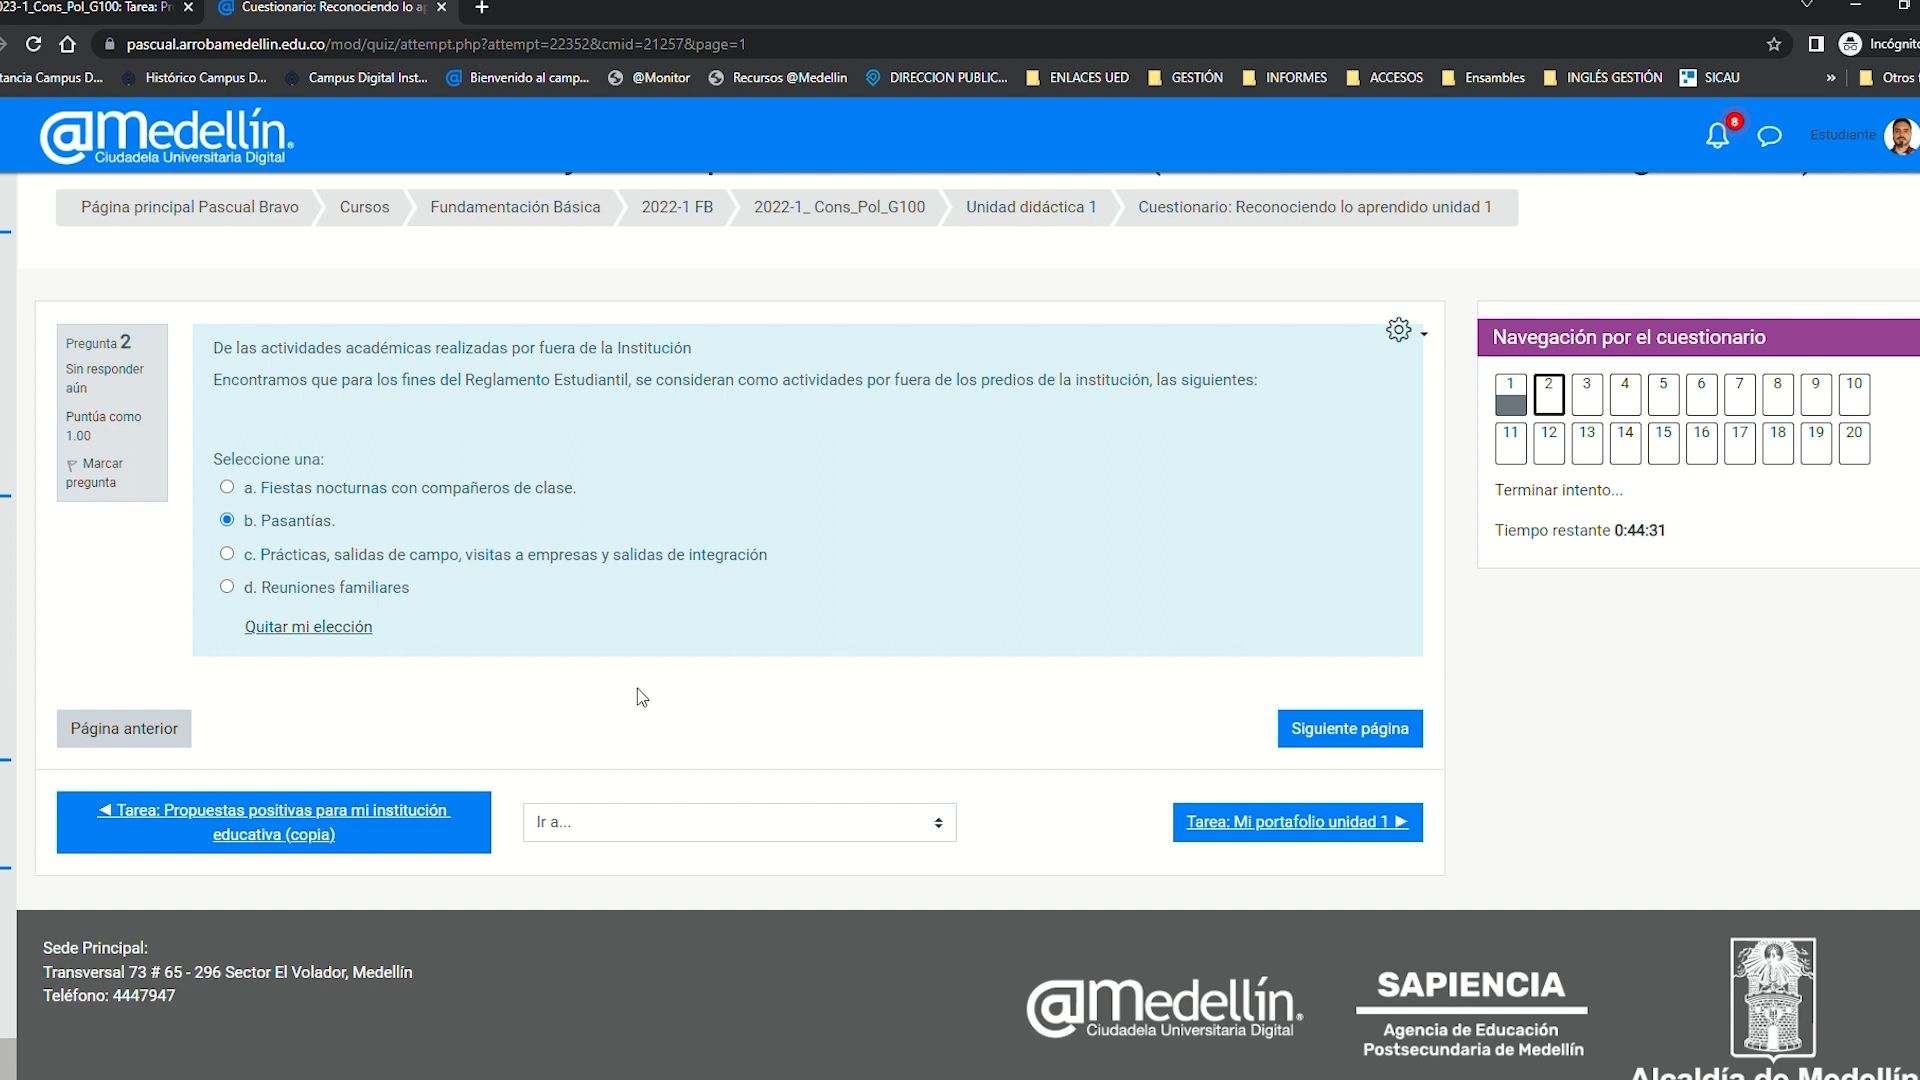 23-1_Cons_Pol_G100: Tarea: Pr
Cuestionario: Reconociendo lo ap
pascual.arrobamedellin.edu.co/mod/quiz/attempt.php?attempt=22352&cmid=21257&page=1
Incógnito
tancia Campus D...
Histórico Campus D...
Campus Digital Inst...
Bienvenido al camp...
@Monitor
Recursos @Medellin
DIRECCION PUBLIC...
ENLACES UED
GESTIÓN
INFORMES
ACCESOS
Ensambles
INGLÉS GESTIÓN
SICAU
»
Otros
@Medellín.
Ciudadela Universitaria Digital
8
Estudiante
Página principal Pascual Bravo
Cursos
Fundamentación Básica
2022-1 FB
2022-1_ Cons_Pol_G100
Unidad didáctica 1
Cuestionario: Reconociendo lo aprendido unidad 1
Pregunta 2
Sin responder
aún
Puntúa como
1.00
Marcar
pregunta
De las actividades académicas realizadas por fuera de la Institución
Encontramos que para los fines del Reglamento Estudiantil, se consideran como actividades por fuera de los predios de la institución, las siguientes:
Seleccione una:
a. Fiestas nocturnas con compañeros de clase.
b. Pasantías.
c. Prácticas, salidas de campo, visitas a empresas y salidas de integración
d. Reuniones familiares
Quitar mi elección
Página anterior
Siguiente página
◀ Tarea: Propuestas positivas para mi institución
educativa (copia)
Ir a...
Tarea: Mi portafolio unidad 1 ▶
Navegación por el cuestionario
1 2 3 4 5 6 7 8 9 10
11 12 13 14 15 16 17 18 19 20
Terminar intento...
Tiempo restante 0:44:31
Sede Principal:
Transversal 73 # 65 - 296 Sector El Volador, Medellín
Teléfono: 4447947
@Medellín.
Ciudadela Universitaria Digital
SAPIENCIA
Agencia de Educación
Postsecundaria de Medellín
Alcaldía de Medellín